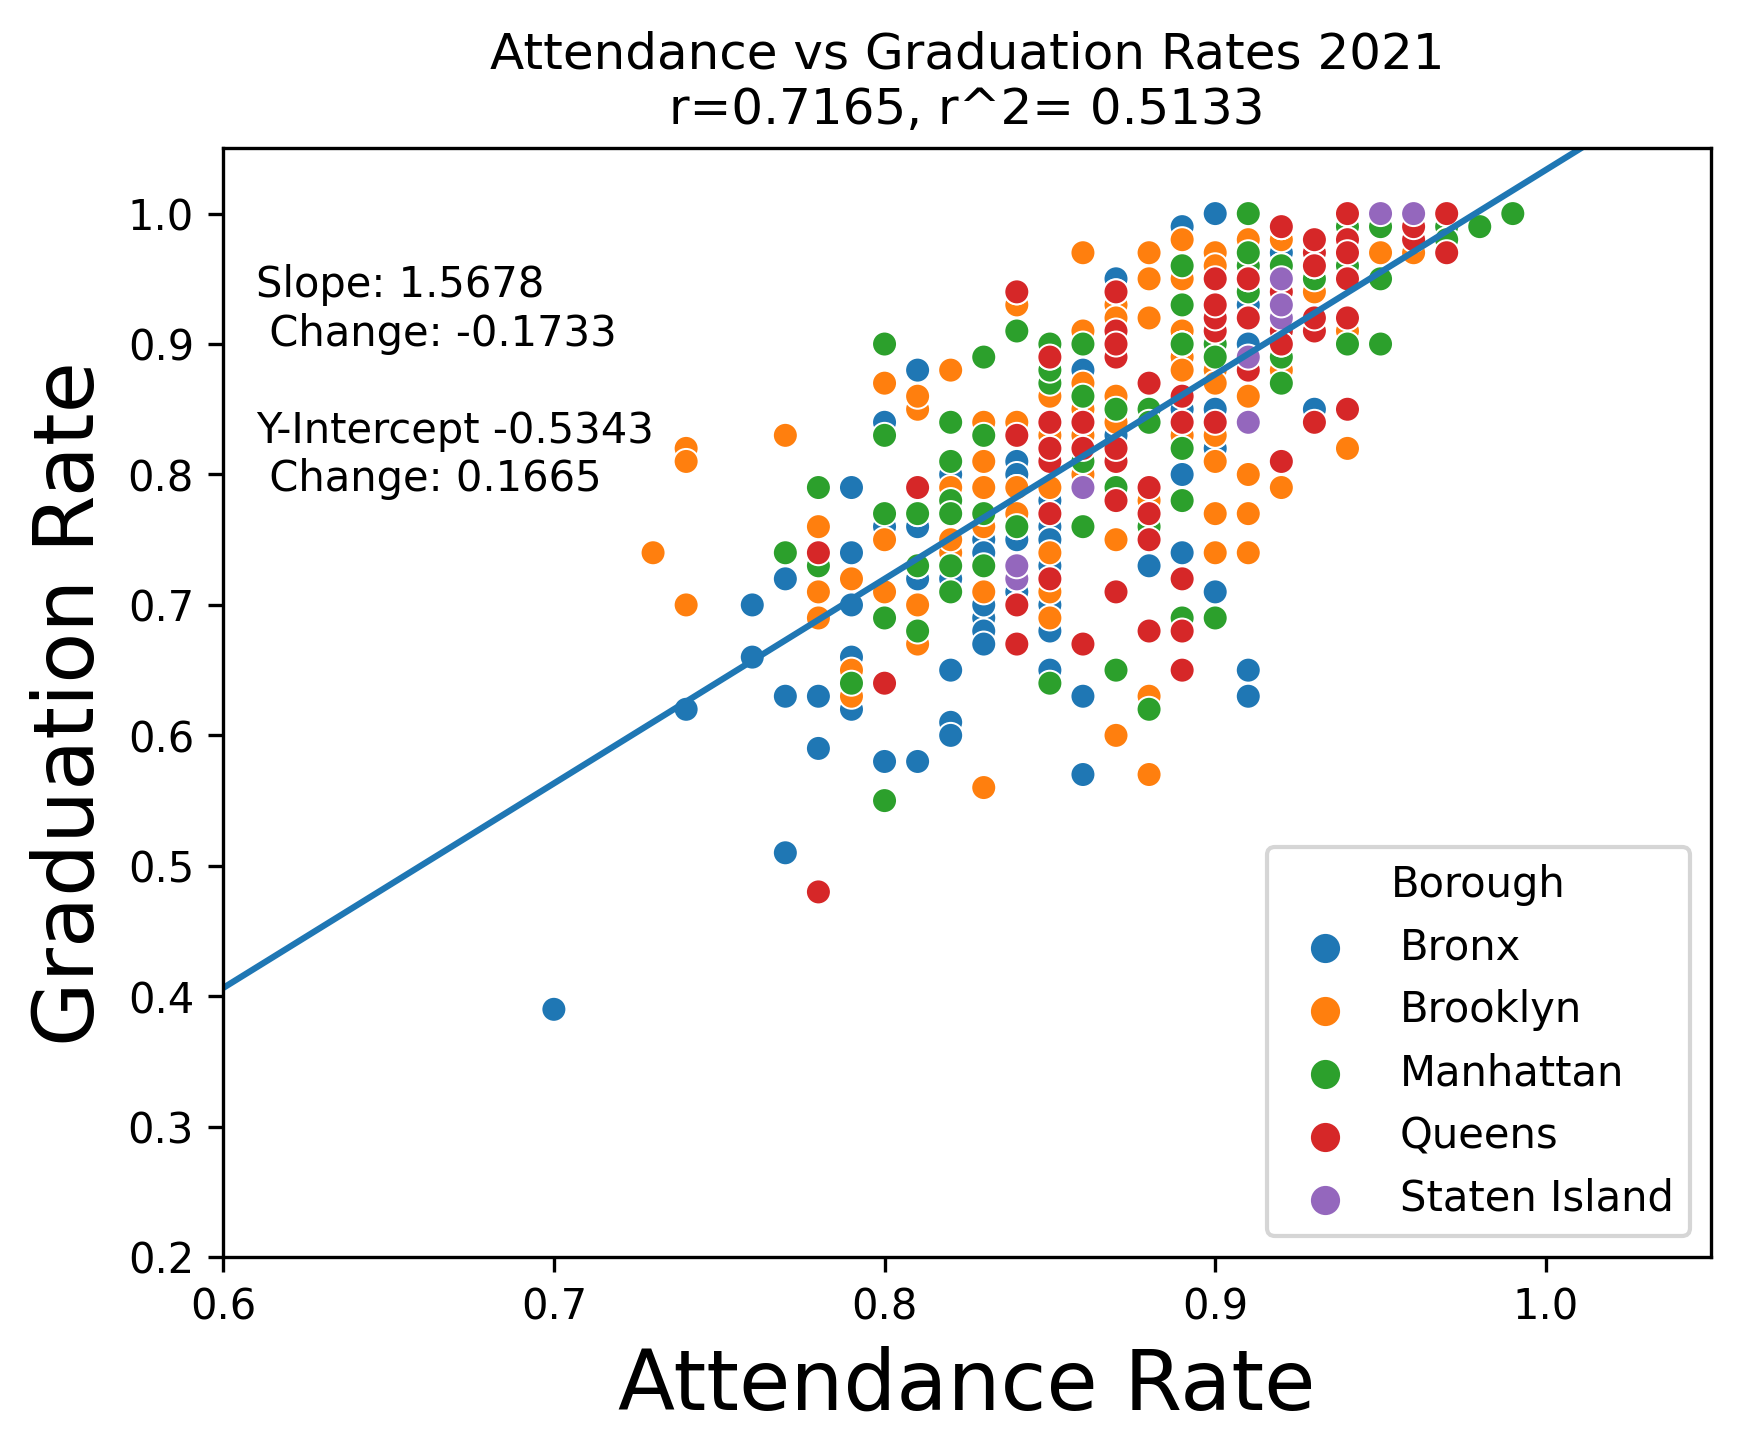 Attendance vs Graduation Rates 2021
r=0.7165, r^2= 0.5133
Graduation Rate
1.0
0.9
0.8
0.7
0.6
0.5
0.4
0.3
0.2
Slope: 1.5678
Change: -0.1733
Y-Intercept -0.5343
Change: 0.1665
Borough
Bronx
Brooklyn
Manhattan
Queens
Staten Island
0.6 0.7 0.8 0.9 1.0
Attendance Rate